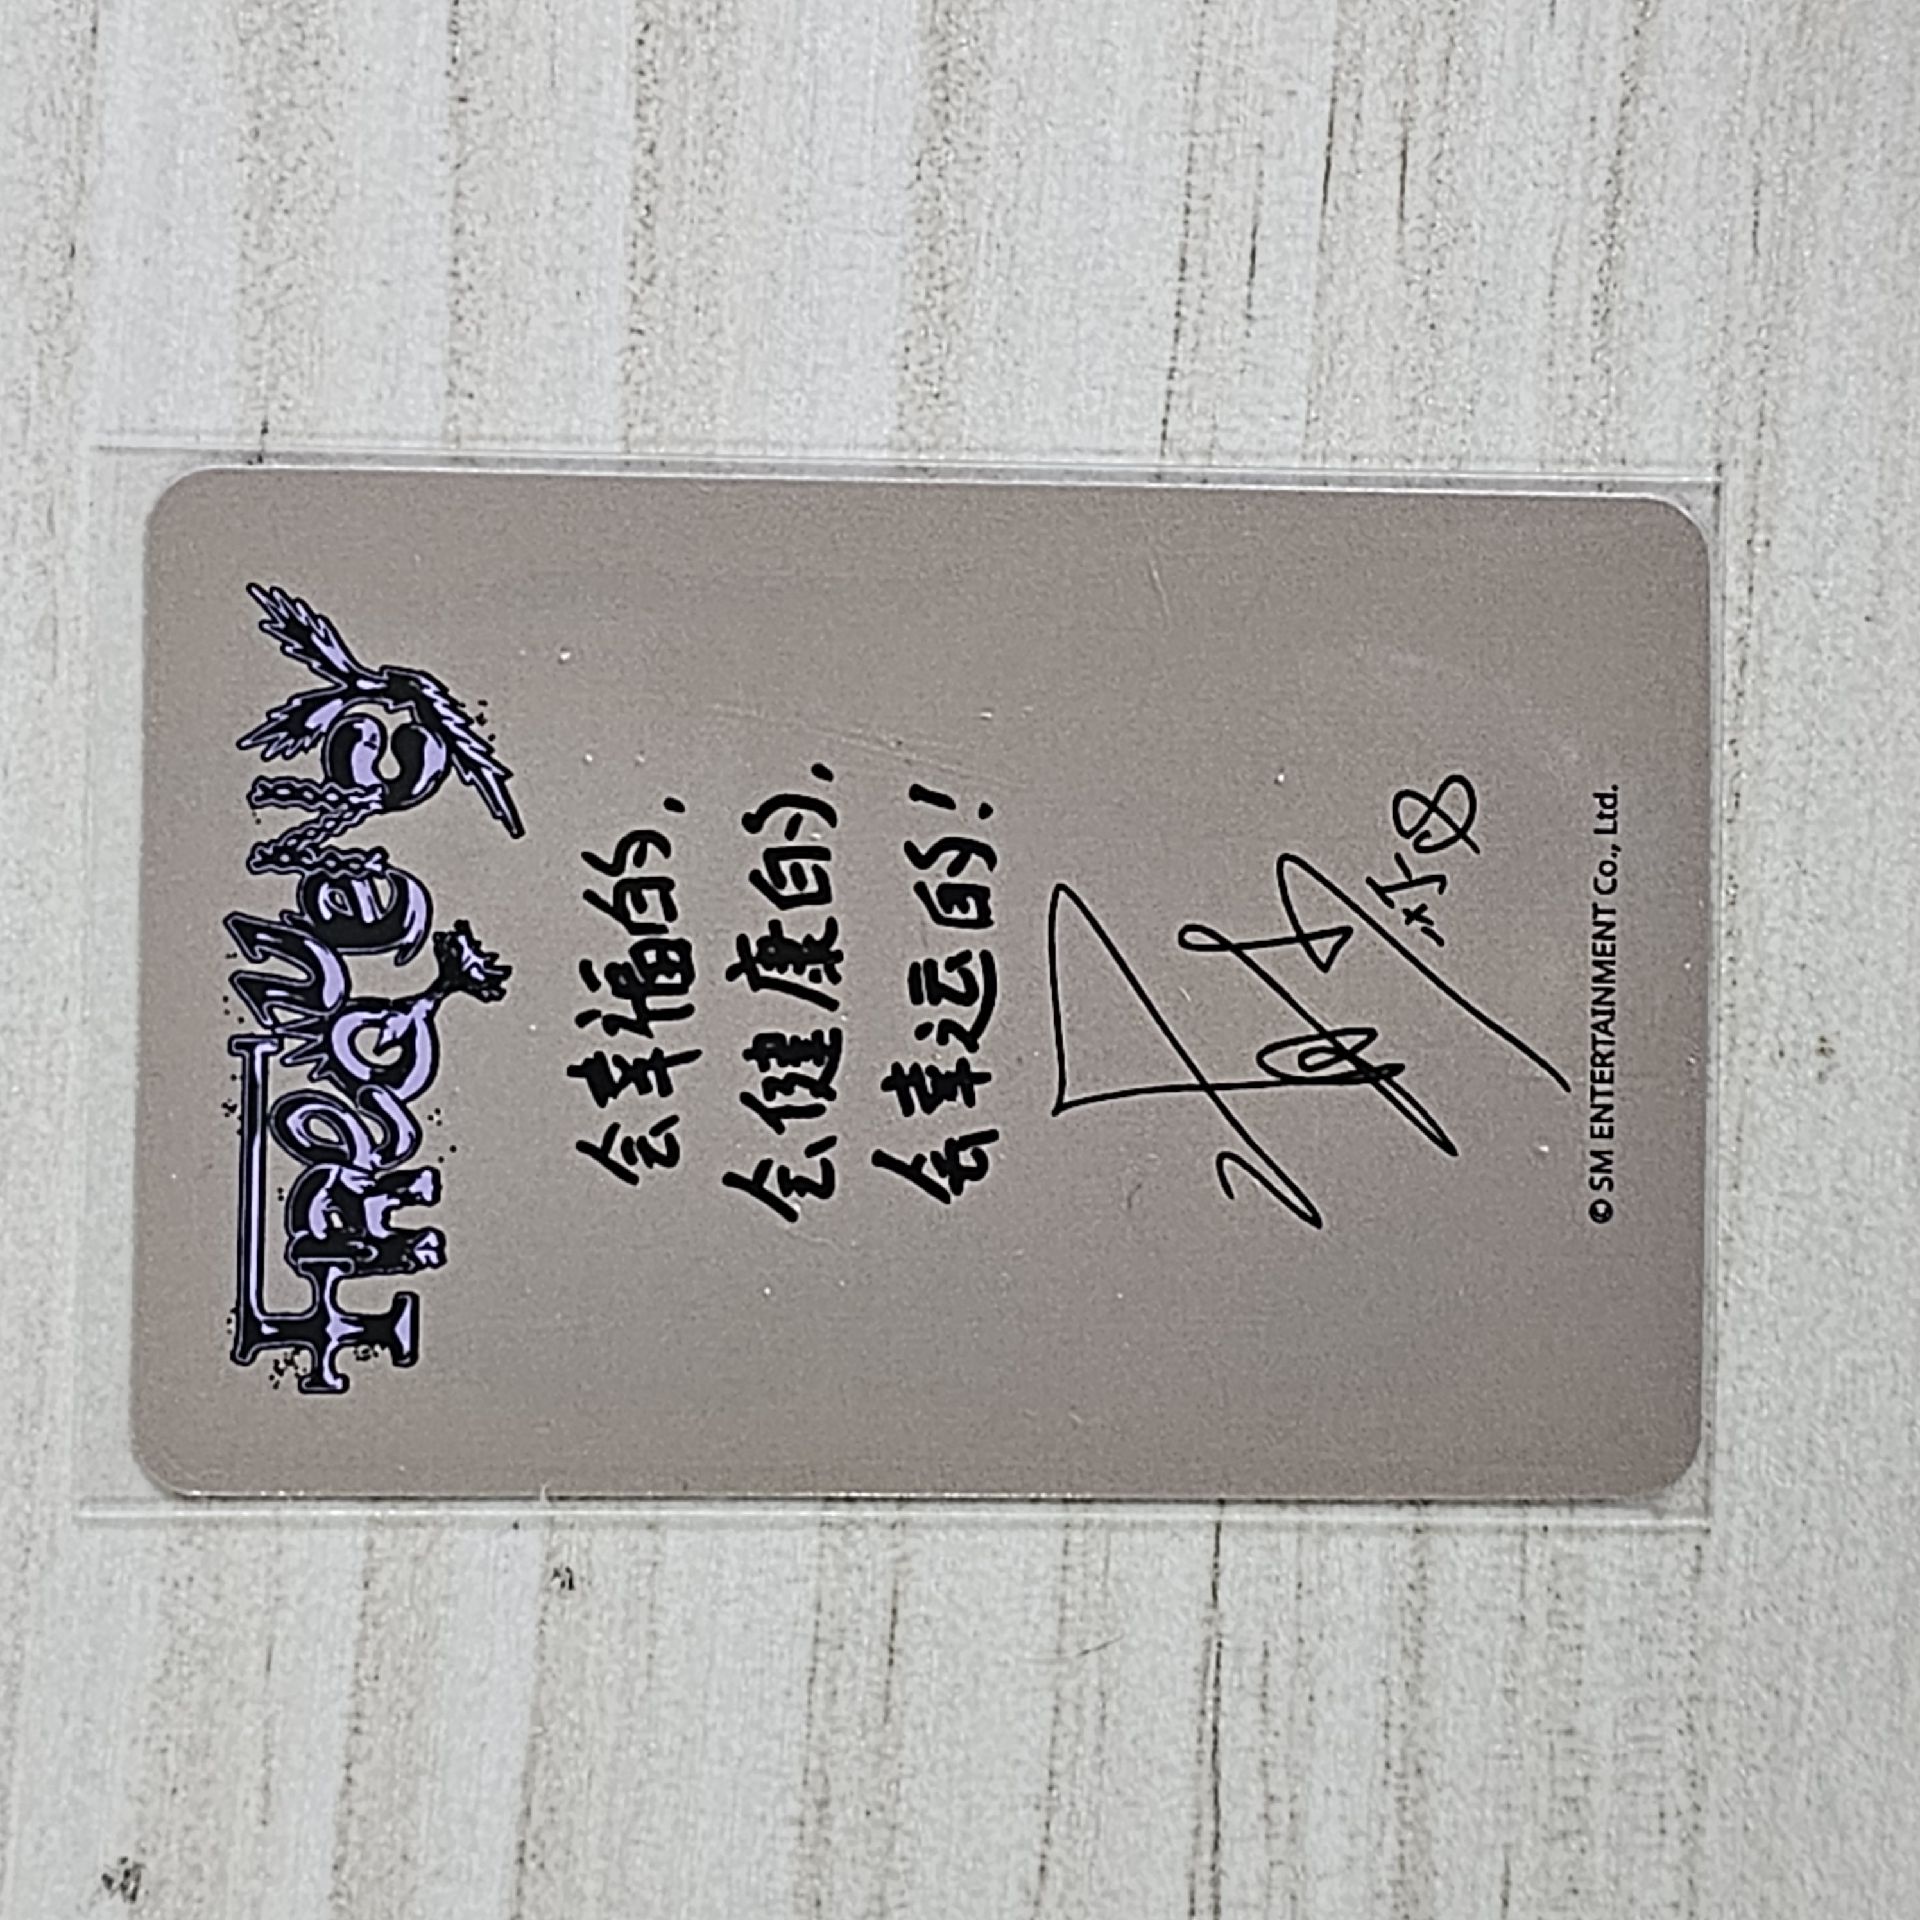 FReQueNcy
会幸福的，
会健康的，
会幸运的！
© SM ENTERTAINMENT Co., Ltd.